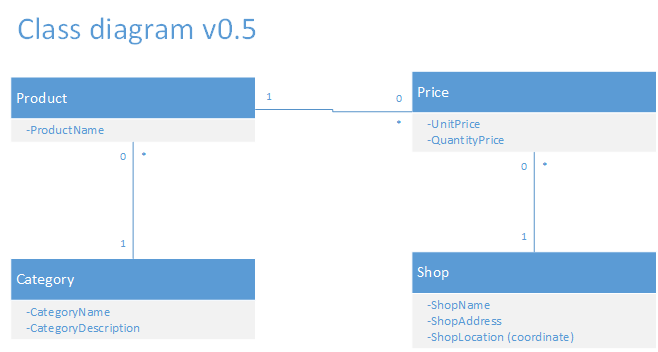 Class diagram v0.5
Product
-ProductName
1
0
*
Price
-UnitPrice
-QuantityPrice
0 *
1
0 *
1
Category
-CategoryName
-CategoryDescription
Shop
-ShopName
-ShopAddress
-ShopLocation (coordinate)